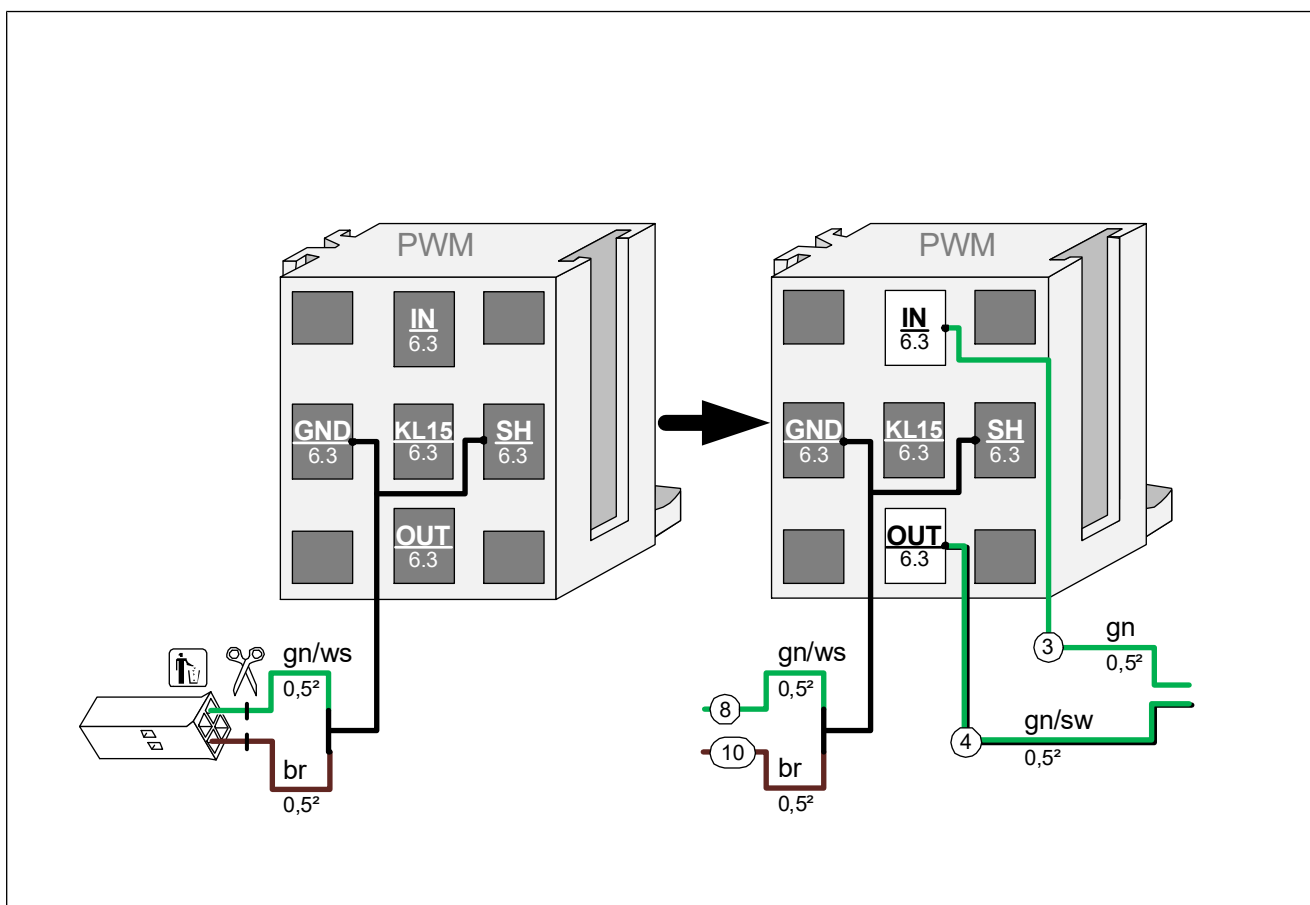 PWM
IN
6.3
GND
6.3
KL15
6.3
SH
6.3
OUT
6.3
gn/ws
0,5²
br
0,5²
PWM
IN
6.3
GND
6.3
KL15
6.3
SH
6.3
OUT
6.3
gn/ws
0,5²
8
10
br
0,5²
3
gn
0,5²
4
gn/sw
0,5²